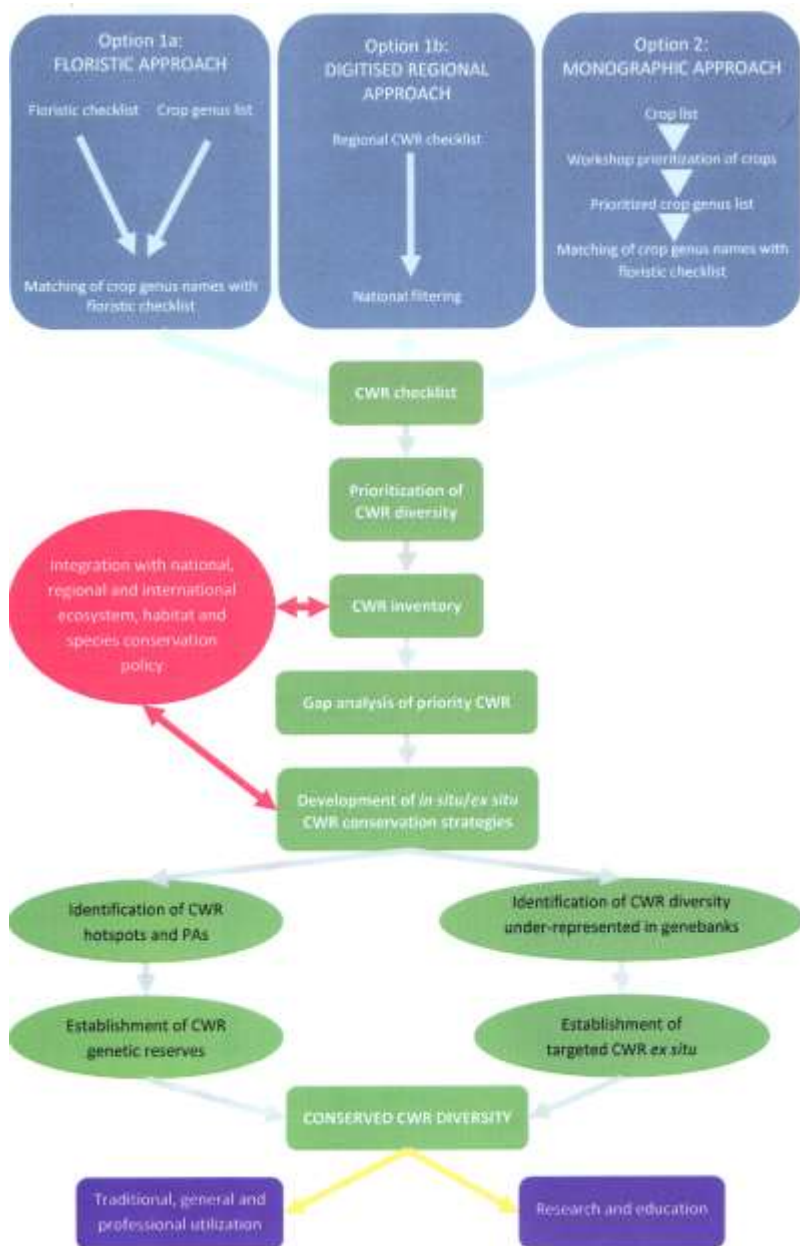 Option 1a:
FLORISTIC APPROACH
Floristic checklist
Crop genus list
Matching of crop genus names with
floristic checklist
Option 1b:
DIGITISED REGIONAL
APPROACH
Regional CWR checklist
National filtering
Option 2:
MONOGRAPHIC APPROACH
Crop list
Workshop prioritization of crops
Prioritized crop genus list
Matching of crop genus names with
floristic checklist
CWR checklist
Prioritization of
CWR diversity
Integration with national,
regional and international
ecosystem, habitat and
species conservation
policy
CWR inventory
Gap analysis of priority CWR
Development of in situ/ex situ
CWR conservation strategies
Identification of CWR
hotspots and PAs
Identification of CWR diversity
under-represented in genebanks
Establishment of CWR
genetic reserves
Establishment of
targeted CWR ex situ
CONSERVED CWR DIVERSITY
Traditional, general and
professional utilization
Research and education